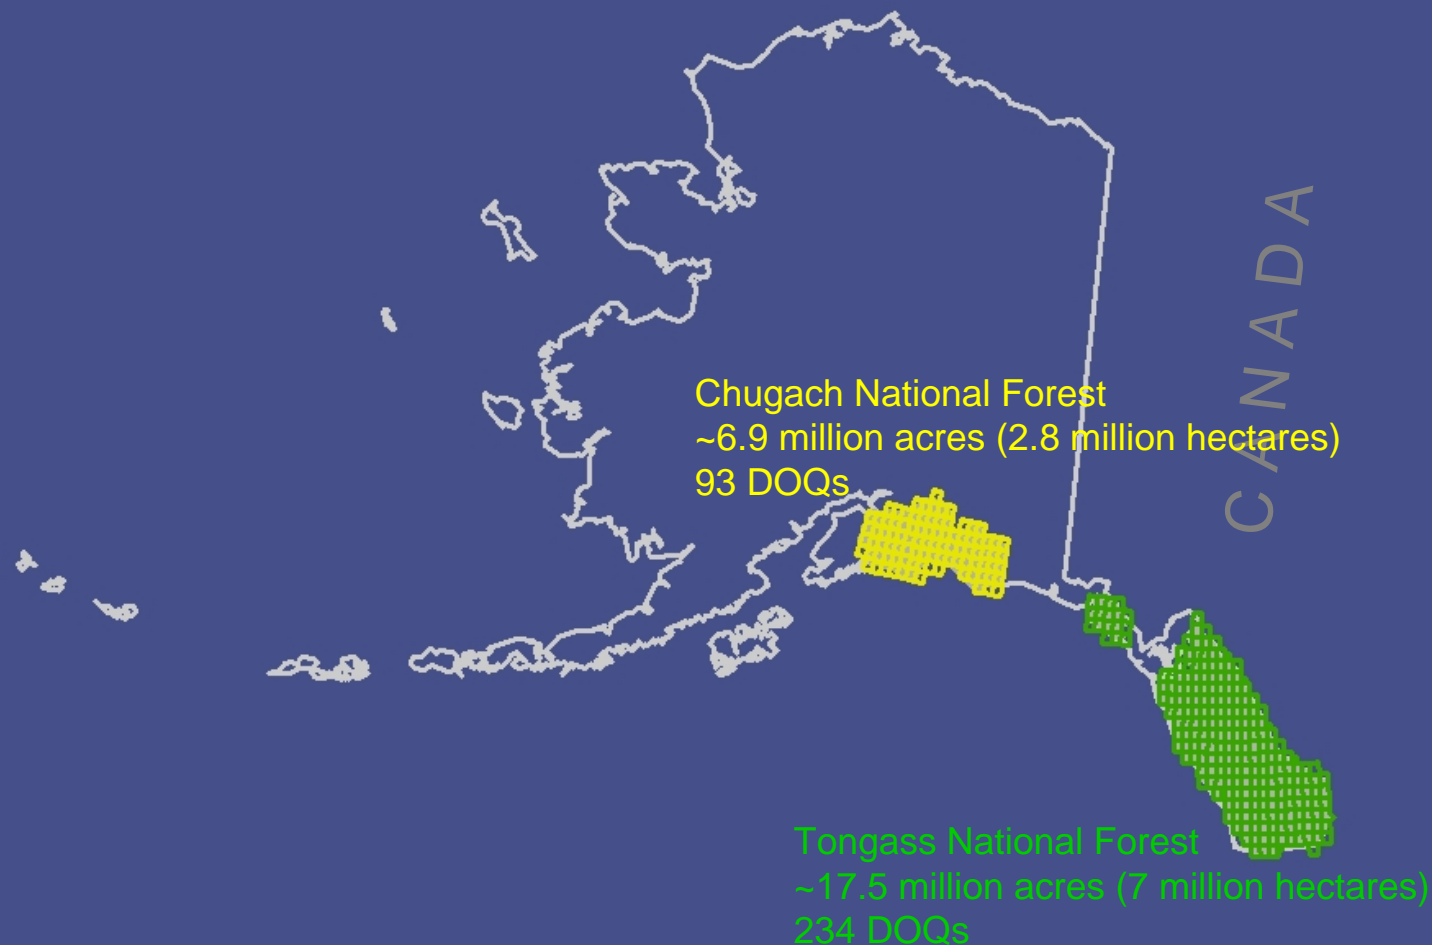 CANADA
Chugach National Forest
~6.9 million acres (2.8 million hectares)
93 DOQs
Tongass National Forest
~17.5 million acres (7 million hectares)
234 DOQs